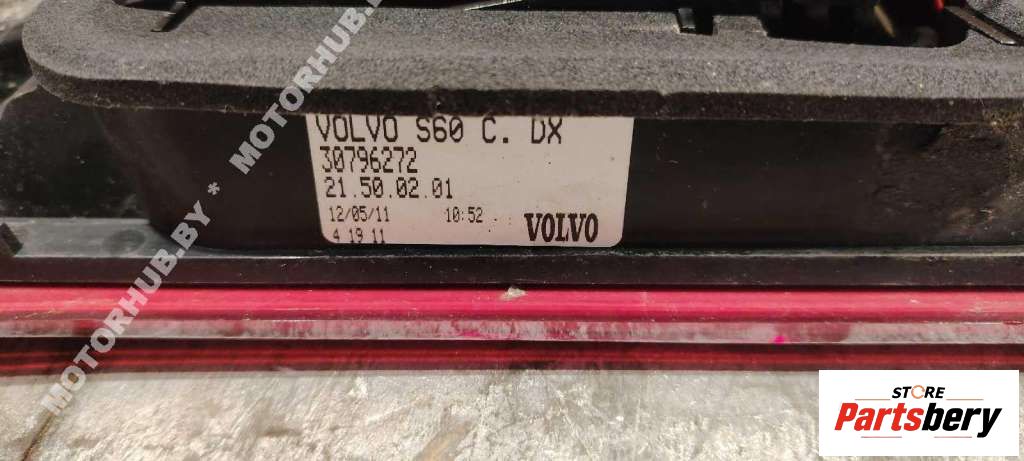 VOLVO S60 C. DX
30796272
21.50.02.01
12/05/11 10:52
4 19 11 VOLVO
MOTORHUB.BY * MOTORHUB.BY *
STORE
Partsbery